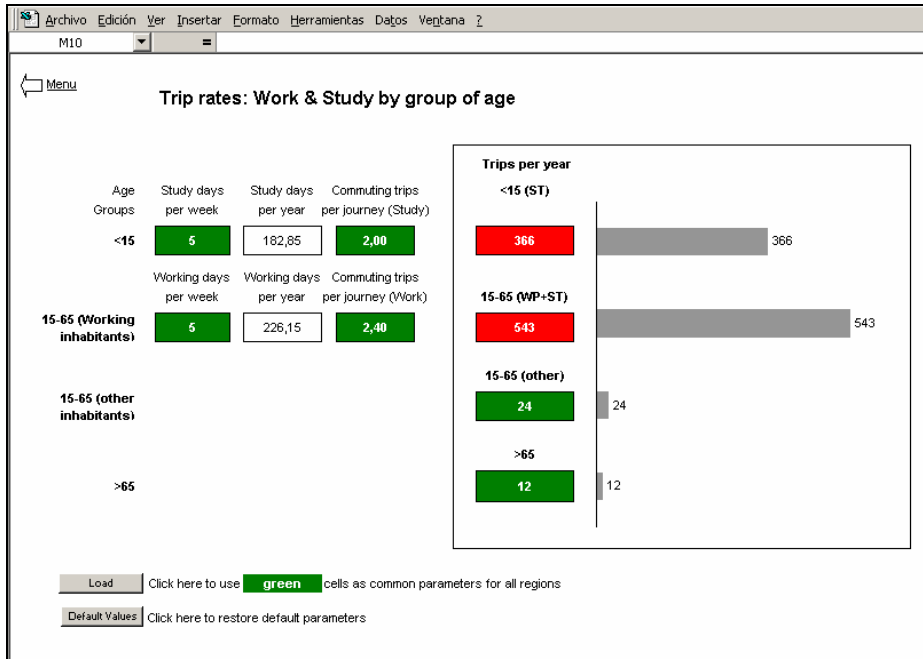 Archivo Edición Ver Insertar Formato Herramientas Datos Ventana ?
M10 =
Menu
Trip rates: Work & Study by group of age
Trips per year
Age Study days Study days Commuting trips <15 (ST)
Groups per week per year per journey (Study)
<15 5 182,85 2,00 366 366
Working days Working days Commuting trips
per week per year per journey (Work) 15-65 (WP+ST)
15-65 (Working
inhabitants) 5 226,15 2,40 543 543
15-65 (other)
15-65 (other
inhabitants) 24 24
>65
>65 12 12
Load Click here to use green cells as common parameters for all regions
Default Values Click here to restore default parameters